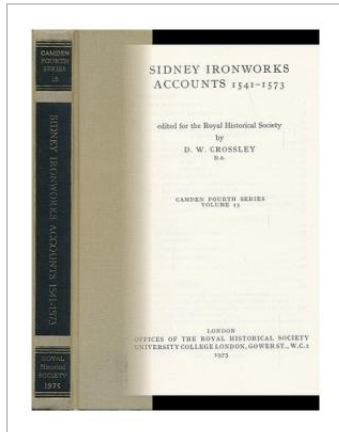 CAMDEN
FOURTH
SERIES
15
SIDNEY IRONWORKS ACCOUNTS 1541-1573
ROYAL
Historical
SOCIETY
1975
SIDNEY IRONWORKS
ACCOUNTS 1541-1573
edited for the Royal Historical Society
by
D. W. CROSSLEY
B.A.
CAMDEN FOURTH SERIES
VOLUME 15
LONDON
OFFICES OF THE ROYAL HISTORICAL SOCIETY
UNIVERSITY COLLEGE LONDON, GOWER ST., W.C.1
1975